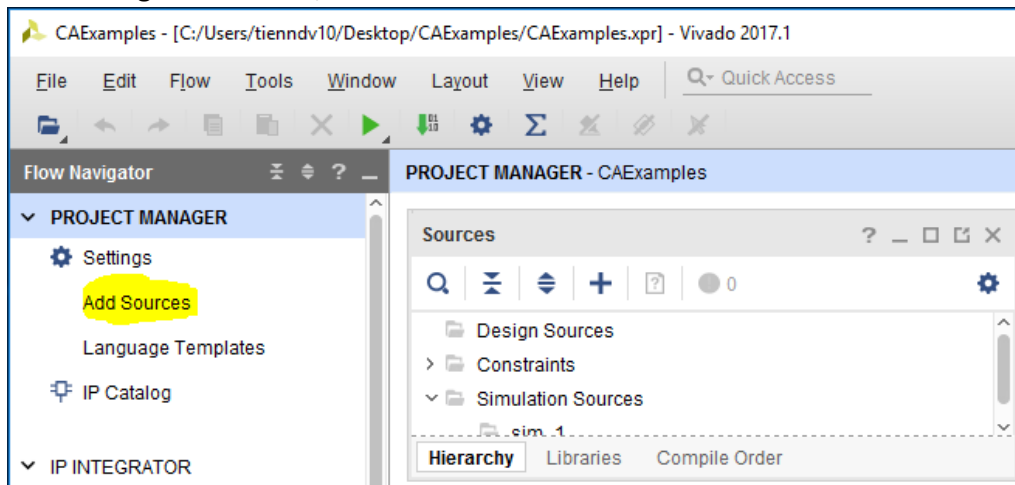 CAExamples - [C:/Users/tienndv10/Desktop/CAExamples/CAExamples.xpr] - Vivado 2017.1
File Edit Flow Tools Window Layout View Help Quick Access
Flow Navigator ?
PROJECT MANAGER - CAExamples
PROJECT MANAGER
Settings
Add Sources
Language Templates
IP Catalog
IP INTEGRATOR
Sources ?
? 0
Design Sources
Constraints
Simulation Sources
sim_1
Hierarchy Libraries Compile Order